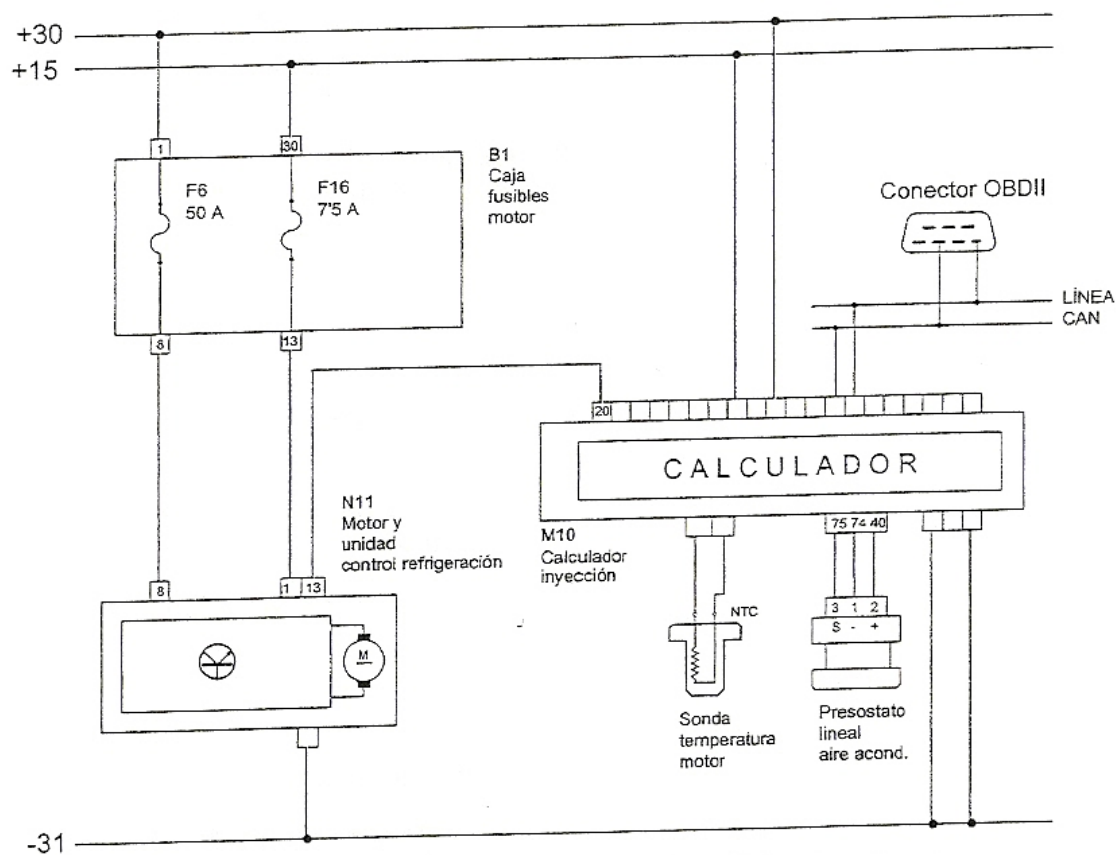 +30
+15
1
30
F6
50 A
F16
7'5 A
B1
Caja
fusibles
motor
Conector OBDII
LÍNEA
CAN
8
13
20
CALCULADOR
N11
Motor y
unidad
control refrigeración
M10
Calculador
inyección
75 74 40
8
1 13
M
NTC
3 1 2
S - +
Sonda
temperatura
motor
Presostato
lineal
aire acond.
-31